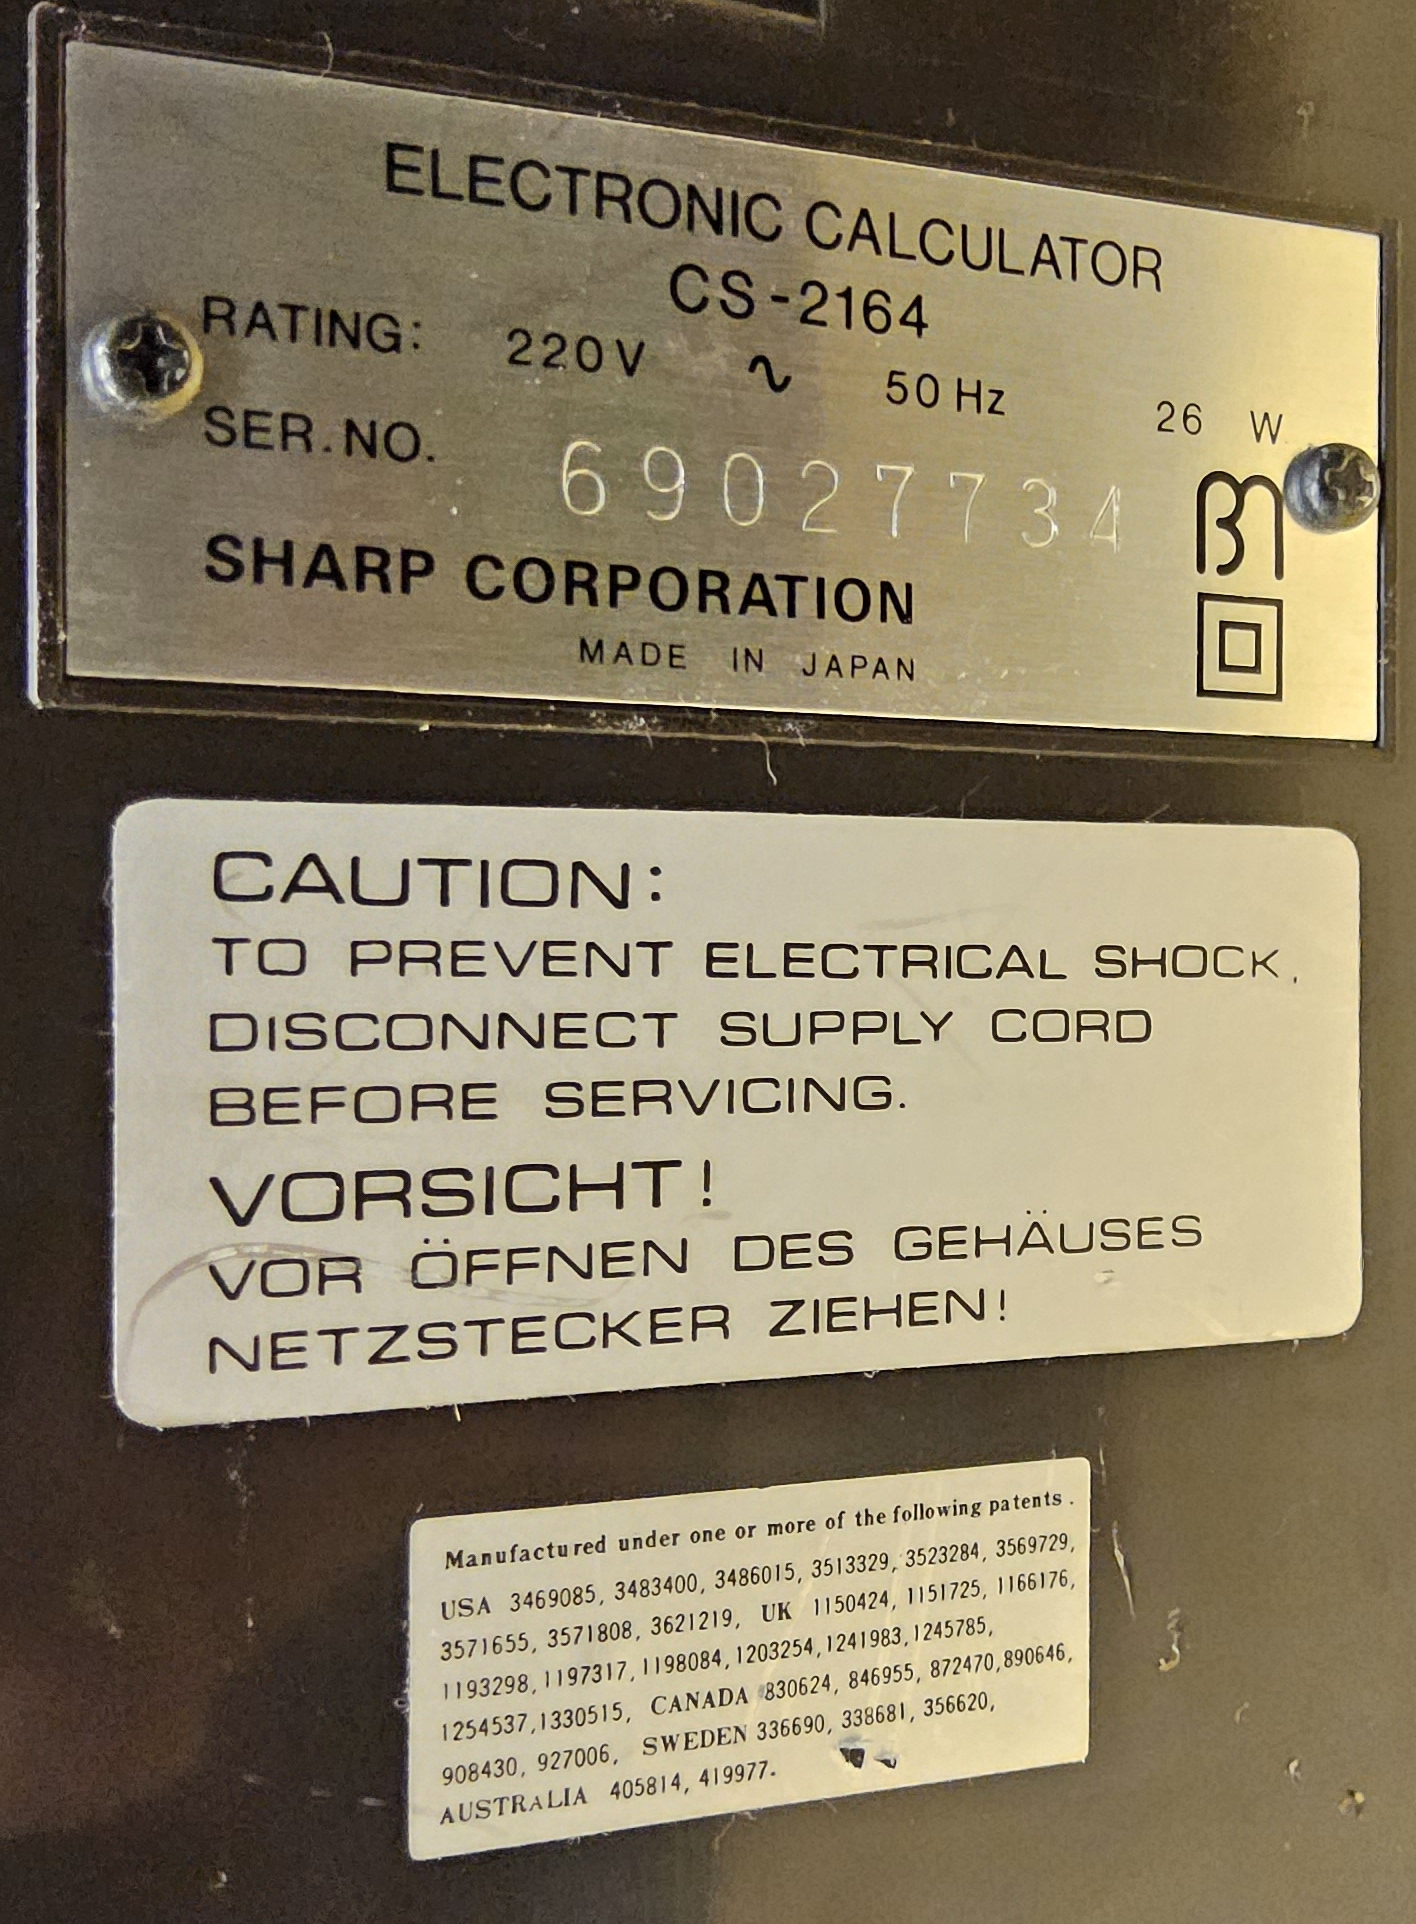 ELECTRONIC CALCULATOR
CS-2164
RATING: 220V ∿ 50 Hz 26 W
SER.NO. 69027734
SHARP CORPORATION
MADE IN JAPAN
CAUTION:
TO PREVENT ELECTRICAL SHOCK,
DISCONNECT SUPPLY CORD
BEFORE SERVICING.
VORSICHT!
VOR ÖFFNEN DES GEHÄUSES
NETZSTECKER ZIEHEN!
Manufactured under one or more of the following patents.
USA 3469085, 3483400, 3486015, 3513329, 3523284, 3569729,
3571655, 3571808, 3621219, UK 1150424, 1151725, 1166176,
1193298, 1197317, 1198084, 1203254, 1241983, 1245785,
1254537, 1330515, CANADA 830624, 846955, 872470, 890646,
908430, 927006, SWEDEN 336690, 338681, 356620,
AUSTRALIA 405814, 419977.